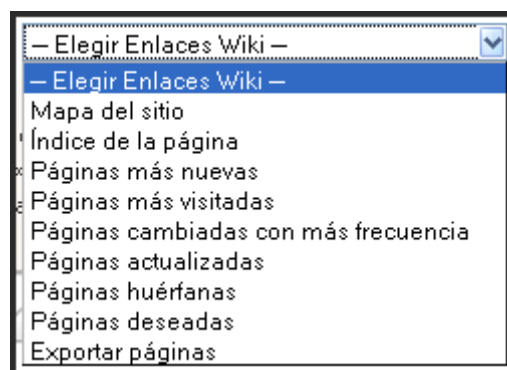 — Elegir Enlaces Wiki —
— Elegir Enlaces Wiki —
Mapa del sitio
Índice de la página
Páginas más nuevas
Páginas más visitadas
Páginas cambiadas con más frecuencia
Páginas actualizadas
Páginas huérfanas
Páginas deseadas
Exportar páginas